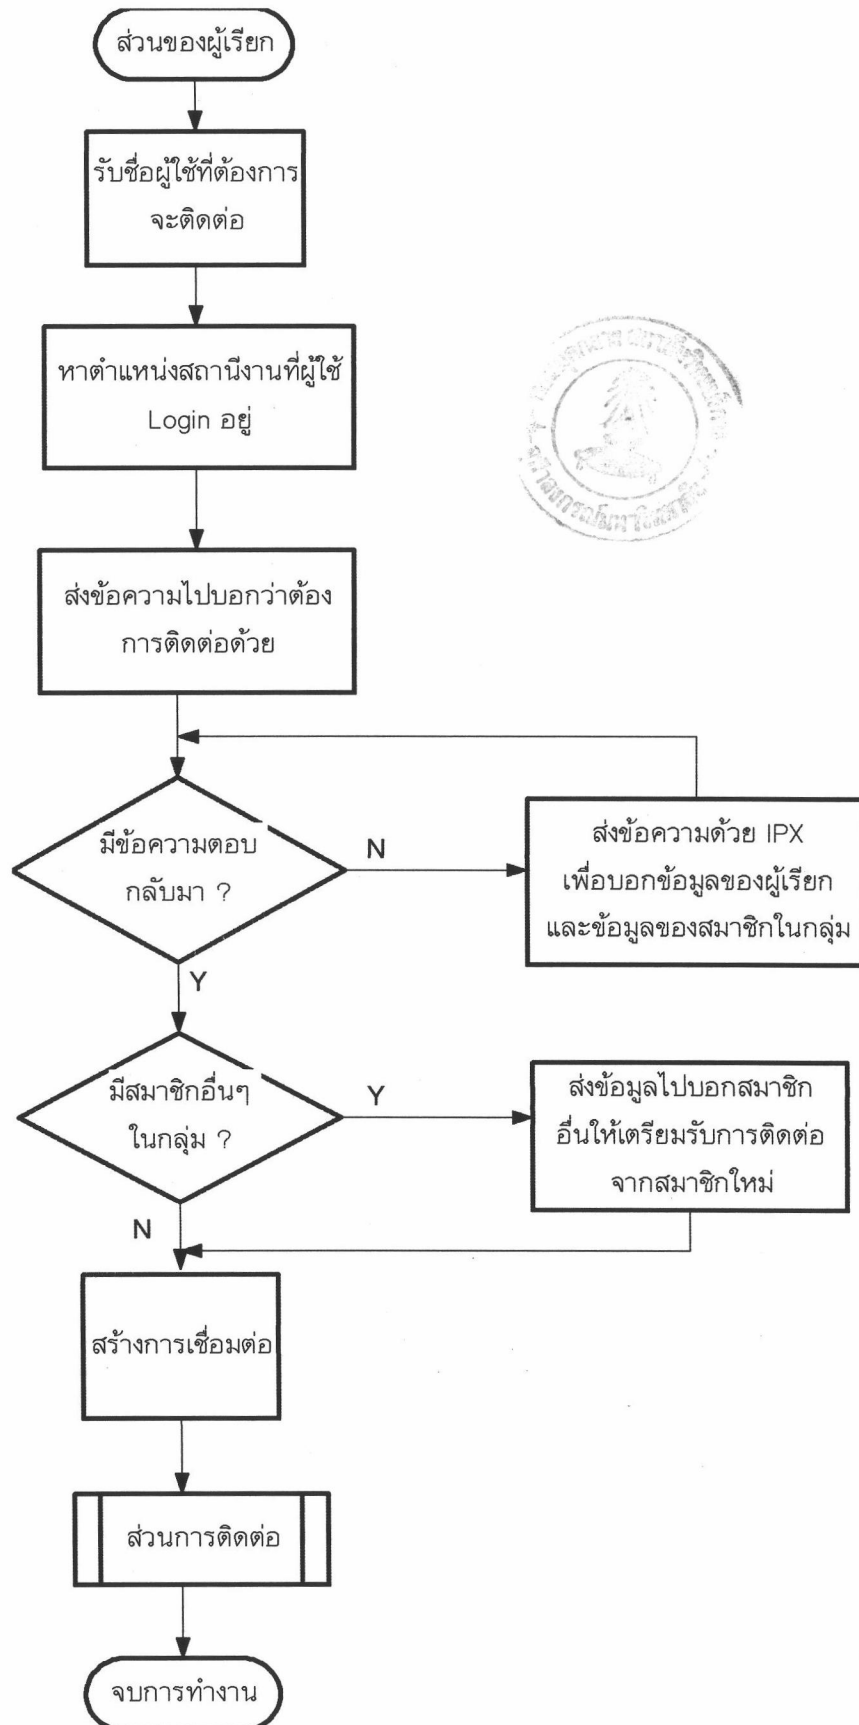 ส่วนของผู้เรียก
รับชื่อผู้ใช้ที่ต้องการ
จะติดต่อ
หาตำแหน่งสถานีงานที่ผู้ใช้
Login อยู่
ส่งข้อความไปบอกว่าต้อง
การติดต่อด้วย
มีข้อความตอบ
กลับมา ?
N
ส่งข้อความด้วย IPX
เพื่อบอกข้อมูลของผู้เรียก
และข้อมูลของสมาชิกในกลุ่ม
Y
มีสมาชิกอื่นๆ
ในกลุ่ม ?
Y
ส่งข้อมูลไปบอกสมาชิก
อื่นให้เตรียมรับการติดต่อ
จากสมาชิกใหม่
N
สร้างการเชื่อมต่อ
ส่วนการติดต่อ
จบการทำงาน